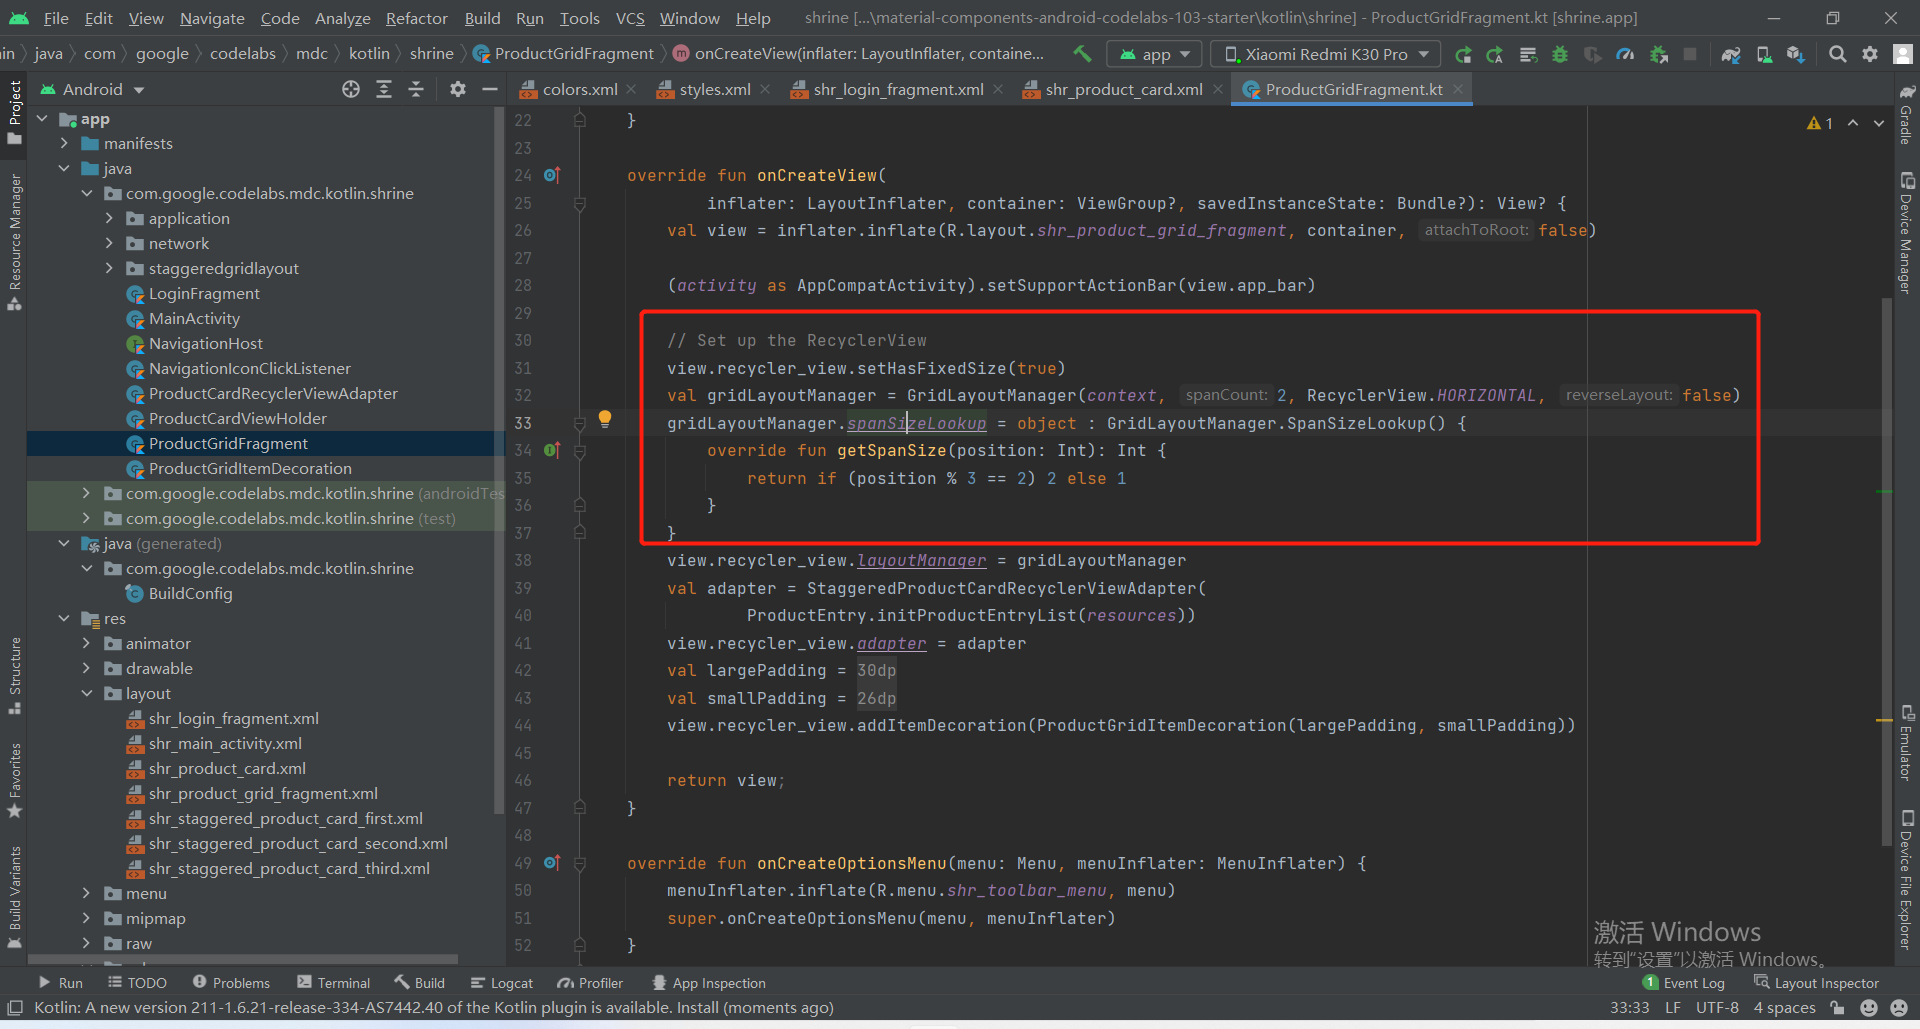 File Edit View Navigate Code Analyze Refactor Build Run Tools VCS Window Help shrine [...\material-components-android-codelabs-103-starter\kotlin\shrine] - ProductGridFragment.kt [shrine.app]
in java com google codelabs mdc kotlin shrine ProductGridFragment onCreateView(inflater: LayoutInflater, containe... app Xiaomi Redmi K30 Pro
Android
colors.xml styles.xml shr_login_fragment.xml shr_product_card.xml ProductGridFragment.kt
Project
Resource Manager
Structure
Favorites
Build Variants
app
manifests
java
com.google.codelabs.mdc.kotlin.shrine
application
network
staggeredgridlayout
LoginFragment
MainActivity
NavigationHost
NavigationIconClickListener
ProductCardRecyclerViewAdapter
ProductCardViewHolder
ProductGridFragment
ProductGridItemDecoration
com.google.codelabs.mdc.kotlin.shrine (androidTes
com.google.codelabs.mdc.kotlin.shrine (test)
java (generated)
com.google.codelabs.mdc.kotlin.shrine
BuildConfig
res
animator
drawable
layout
shr_login_fragment.xml
shr_main_activity.xml
shr_product_card.xml
shr_product_grid_fragment.xml
shr_staggered_product_card_first.xml
shr_staggered_product_card_second.xml
shr_staggered_product_card_third.xml
menu
mipmap
raw
22 }
23
24 override fun onCreateView(
25 inflater: LayoutInflater, container: ViewGroup?, savedInstanceState: Bundle?): View? {
26 val view = inflater.inflate(R.layout.shr_product_grid_fragment, container, attachToRoot: false)
27
28 (activity as AppCompatActivity).setSupportActionBar(view.app_bar)
29
30 // Set up the RecyclerView
31 view.recycler_view.setHasFixedSize(true)
32 val gridLayoutManager = GridLayoutManager(context, spanCount: 2, RecyclerView.HORIZONTAL, reverseLayout: false)
33 gridLayoutManager.spanSizeLookup = object : GridLayoutManager.SpanSizeLookup() {
34 override fun getSpanSize(position: Int): Int {
35 return if (position % 3 == 2) 2 else 1
36 }
37 }
38 view.recycler_view.layoutManager = gridLayoutManager
39 val adapter = StaggeredProductCardRecyclerViewAdapter(
40 ProductEntry.initProductEntryList(resources))
41 view.recycler_view.adapter = adapter
42 val largePadding = 30dp
43 val smallPadding = 26dp
44 view.recycler_view.addItemDecoration(ProductGridItemDecoration(largePadding, smallPadding))
45
46 return view;
47 }
48
49 override fun onCreateOptionsMenu(menu: Menu, menuInflater: MenuInflater) {
50 menuInflater.inflate(R.menu.shr_toolbar_menu, menu)
51 super.onCreateOptionsMenu(menu, menuInflater)
52 }
1
Gradle
Device Manager
Emulator
Device File Explorer
激活 Windows
转到“设置”以激活 Windows。
Run TODO Problems Terminal Build Logcat Profiler App Inspection 1 Event Log Layout Inspector
Kotlin: A new version 211-1.6.21-release-334-AS7442.40 of the Kotlin plugin is available. Install (moments ago) 33:33 LF UTF-8 4 spaces